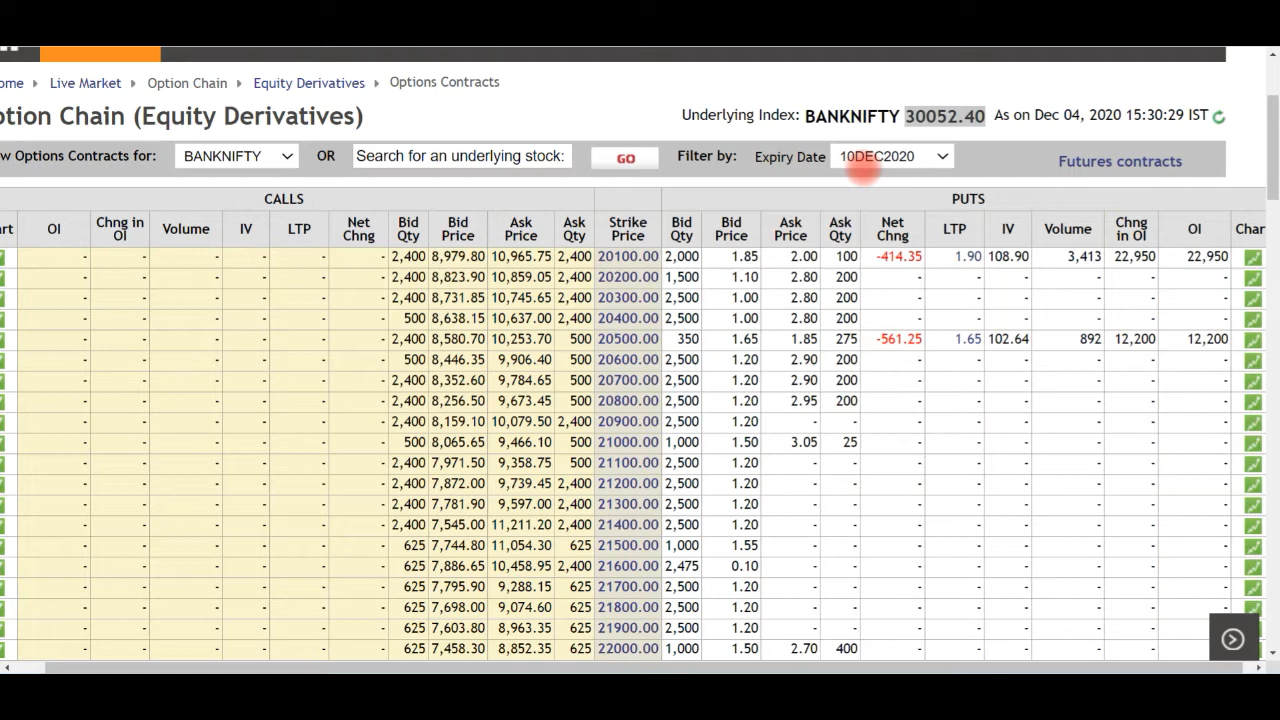 ome Live Market Option Chain Equity Derivatives Options Contracts
ption Chain (Equity Derivatives) Underlying Index: BANKNIFTY 30052.40 As on Dec 04, 2020 15:30:29 IST
w Options Contracts for: BANKNIFTY OR Search for an underlying stock: GO Filter by: Expiry Date 10DEC2020 Futures contracts
CALLS PUTS
art OI Chng in OI Volume IV LTP Net Chng Bid Qty Bid Price Ask Price Ask Qty Strike Price Bid Qty Bid Price Ask Price Ask Qty Net Chng LTP IV Volume Chng in OI OI Char
- - - - - - 2,400 8,979.80 10,965.75 2,400 20100.00 2,000 1.85 2.00 100 -414.35 1.90 108.90 3,413 22,950 22,950
- - - - - - 2,400 8,823.90 10,859.05 2,400 20200.00 1,500 1.10 2.80 200 - - - - - -
- - - - - - 2,400 8,731.85 10,745.65 2,400 20300.00 2,500 1.00 2.80 200 - - - - - -
- - - - - - 500 8,638.15 10,637.00 2,400 20400.00 2,500 1.00 2.80 200 - - - - - -
- - - - - - 2,400 8,580.70 10,253.70 500 20500.00 350 1.65 1.85 275 -561.25 1.65 102.64 892 12,200 12,200
- - - - - - 500 8,446.35 9,906.40 500 20600.00 2,500 1.20 2.90 200 - - - - - -
- - - - - - 2,400 8,352.60 9,784.65 500 20700.00 2,500 1.20 2.90 200 - - - - - -
- - - - - - 2,400 8,256.50 9,673.45 500 20800.00 2,500 1.20 2.95 200 - - - - - -
- - - - - - 2,400 8,159.10 10,079.50 2,400 20900.00 2,500 1.20 - - - - - - - -
- - - - - - 500 8,065.65 9,466.10 500 21000.00 1,000 1.50 3.05 25 - - - - - -
- - - - - - 2,400 7,971.50 9,358.75 500 21100.00 2,500 1.20 - - - - - - - -
- - - - - - 2,400 7,872.00 9,739.45 2,400 21200.00 2,500 1.20 - - - - - - - -
- - - - - - 2,400 7,781.90 9,597.00 2,400 21300.00 2,500 1.20 - - - - - - - -
- - - - - - 2,400 7,545.00 11,211.20 2,400 21400.00 2,500 1.20 - - - - - - - -
- - - - - - 625 7,744.80 11,054.30 625 21500.00 1,000 1.55 - - - - - - - -
- - - - - - 625 7,886.65 10,458.95 2,400 21600.00 2,475 0.10 - - - - - - - -
- - - - - - 625 7,795.90 9,288.15 625 21700.00 2,500 1.20 - - - - - - - -
- - - - - - 625 7,698.00 9,074.60 625 21800.00 2,500 1.20 - - - - - - - -
- - - - - - 625 7,603.80 8,963.35 625 21900.00 2,500 1.20 - - - - - - -
- - - - - - 625 7,458.30 8,852.35 625 22000.00 1,000 1.50 2.70 400 - - - - -